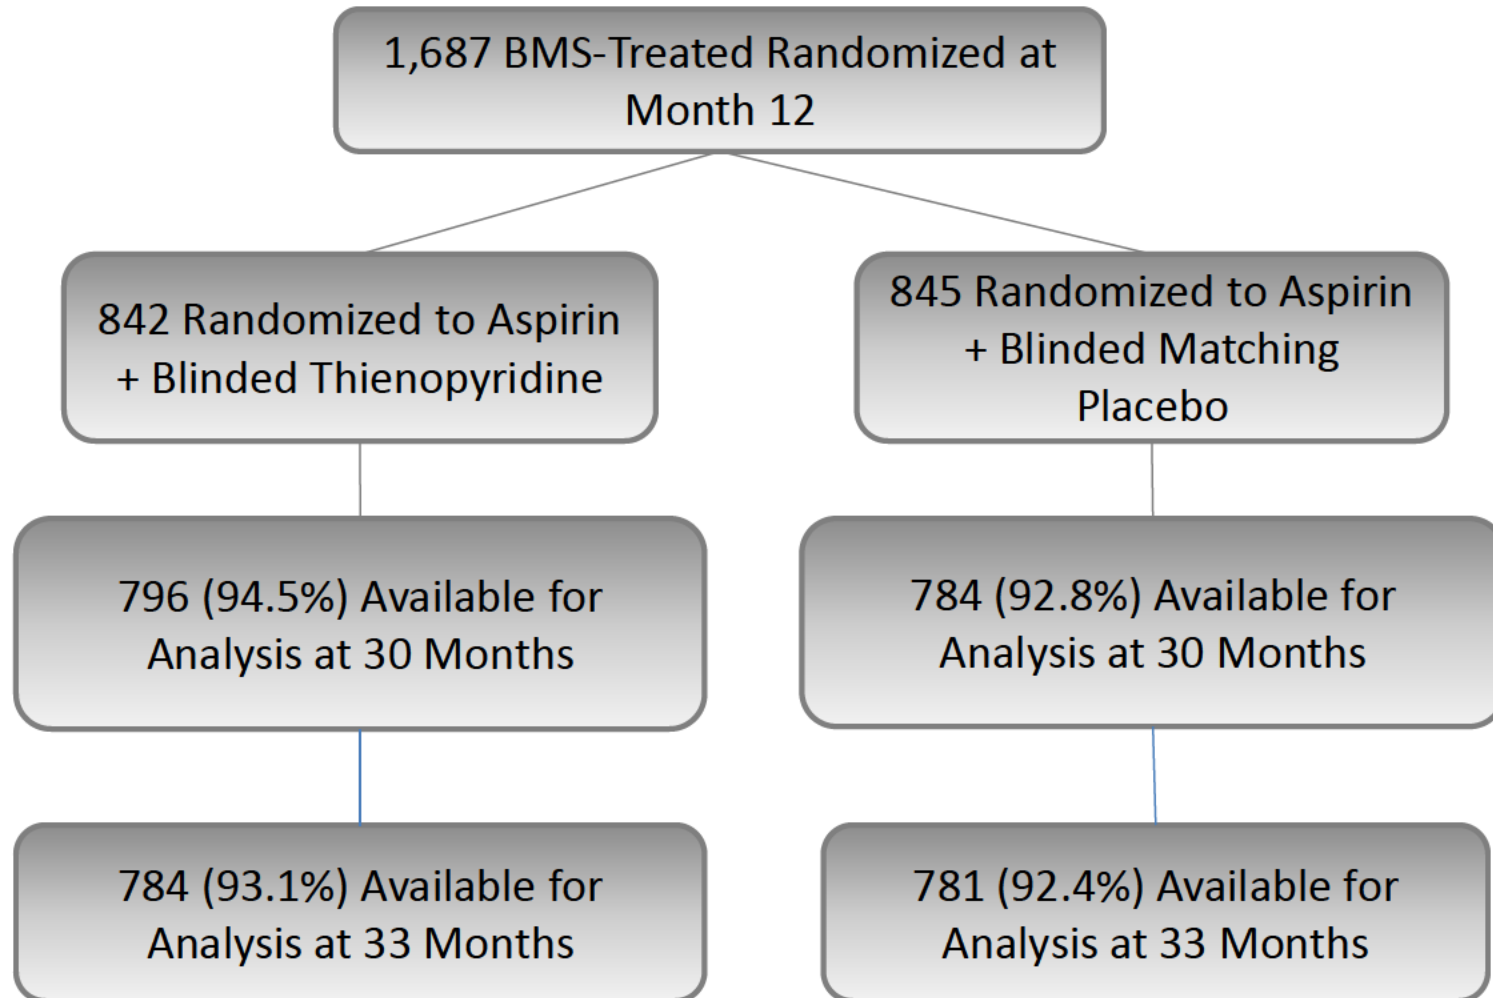 1,687 BMS-Treated Randomized at
Month 12
842 Randomized to Aspirin
+ Blinded Thienopyridine
845 Randomized to Aspirin
+ Blinded Matching
Placebo
796 (94.5%) Available for
Analysis at 30 Months
784 (92.8%) Available for
Analysis at 30 Months
784 (93.1%) Available for
Analysis at 33 Months
781 (92.4%) Available for
Analysis at 33 Months